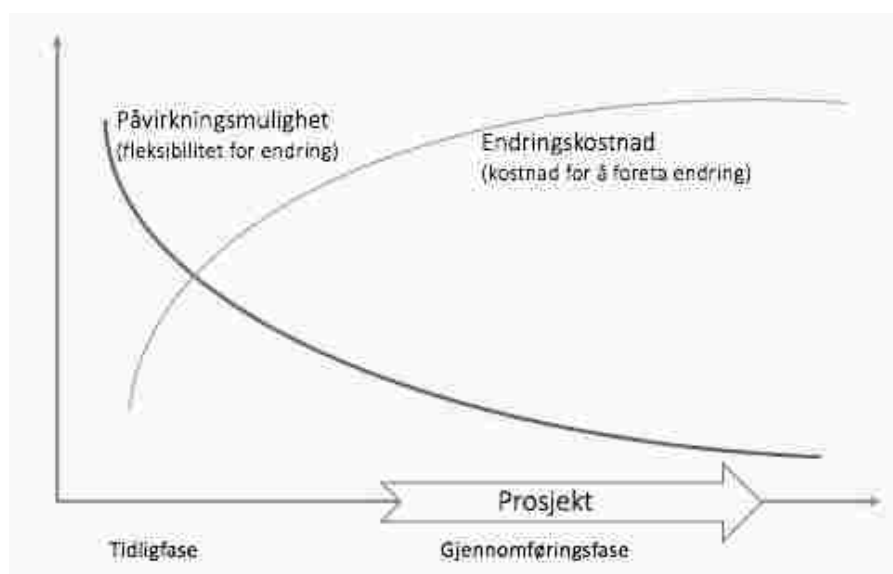 Påvirkningsmulighet
(fleksibilitet for endring)
Endringskostnad
(kostnad for å foreta endring)
Prosjekt
Tidligfase
Gjennomføringsfase